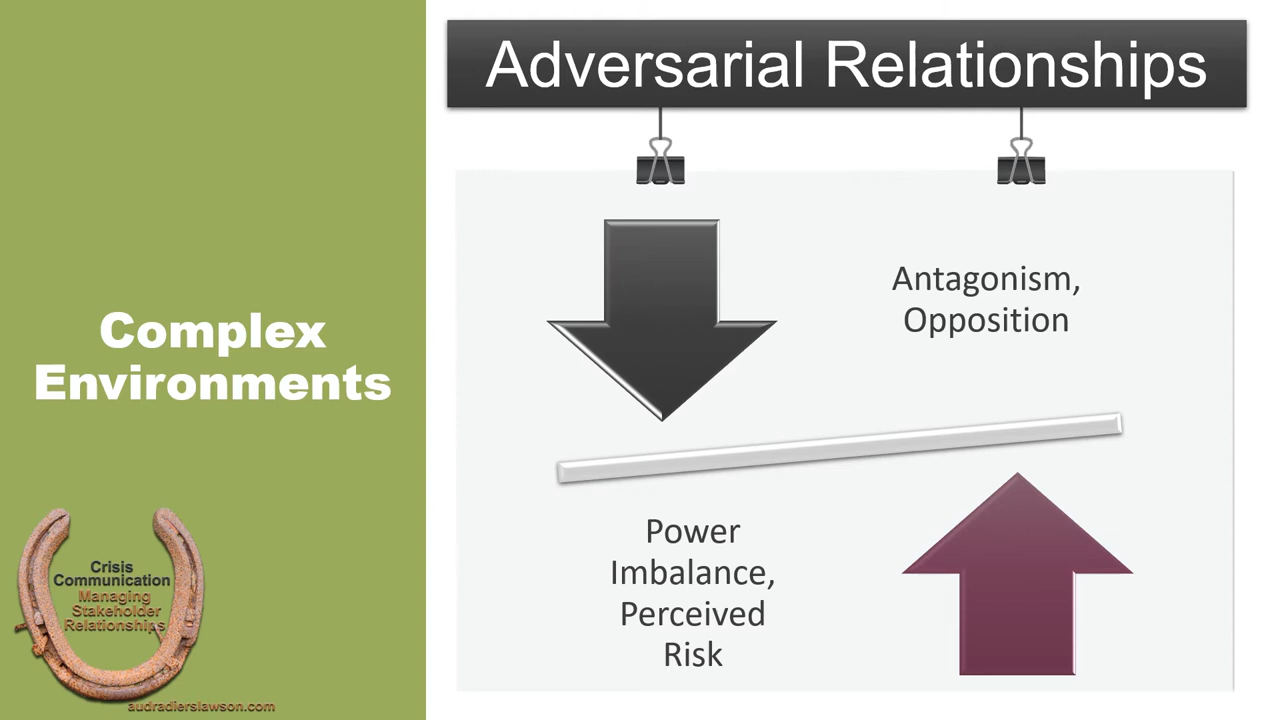 Adversarial Relationships
Antagonism,
Opposition
Complex
Environments
Power
Imbalance,
Perceived
Risk
Crisis
Communication
Managing
Stakeholder
Relationships
audradierslawson.com